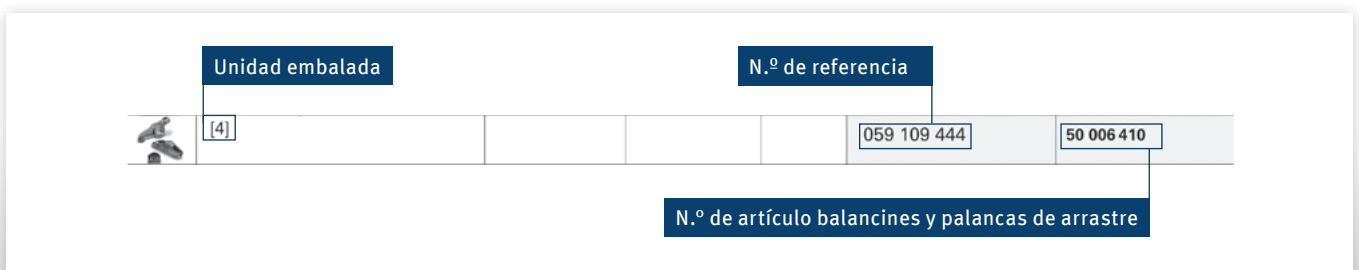 Unidad embalada
N.º de referencia
[4]
059 109 444
50 006 410
N.º de artículo balancines y palancas de arrastre